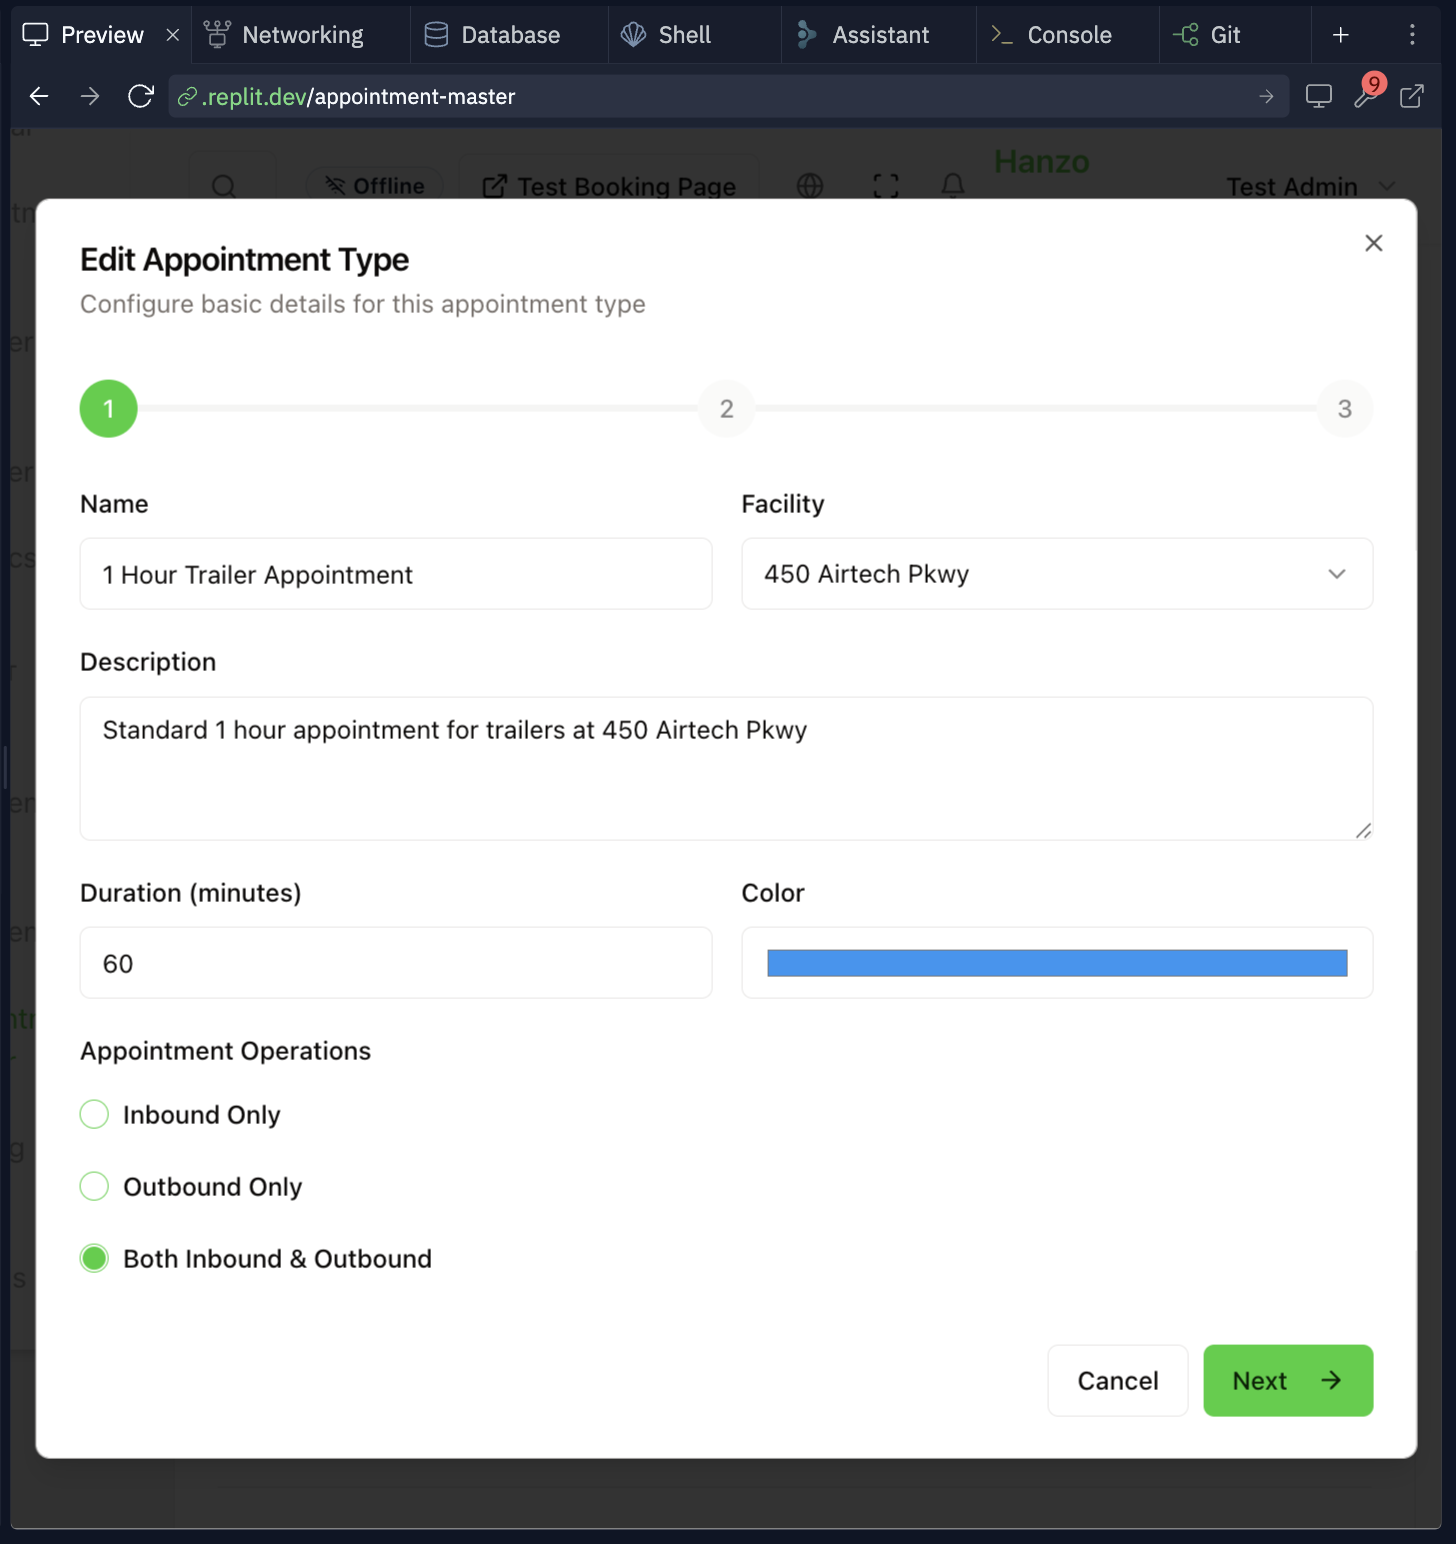 Preview
Networking
Database
Shell
Assistant
Console
Git
.replit.dev/appointment-master
9
Offline
Test Booking Page
Hanzo
Test Admin
Edit Appointment Type
Configure basic details for this appointment type
1
2
3
Name
Facility
1 Hour Trailer Appointment
450 Airtech Pkwy
Description
Standard 1 hour appointment for trailers at 450 Airtech Pkwy
Duration (minutes)
Color
60
Appointment Operations
Inbound Only
Outbound Only
Both Inbound & Outbound
Cancel
Next